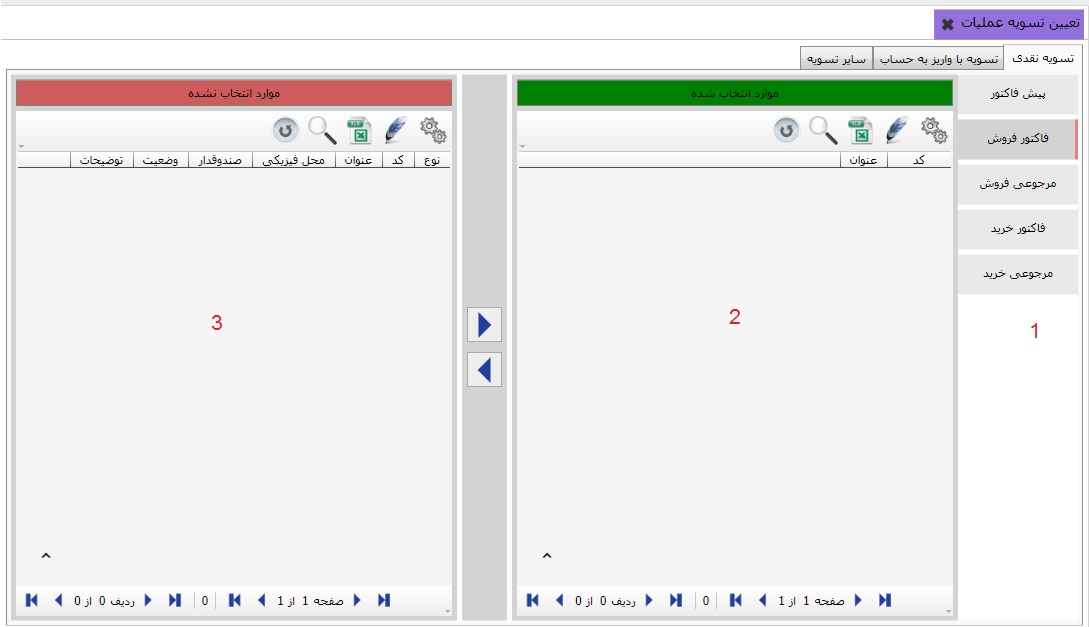 تعیین تسویه عملیات
تسویه نقدی
تسویه با واریز به حساب
سایر تسویه
پیش فاکتور
فاکتور فروش
مرجوعی فروش
فاکتور خرید
مرجوعی خرید
1
موارد انتخاب شده
کد عنوان
2
صفحه 1 از 1 0 ردیف 0 از 0
موارد انتخاب نشده
نوع کد عنوان محل فیزیکی صندوقدار وضعیت توضیحات
3
صفحه 1 از 1 0 ردیف 0 از 0